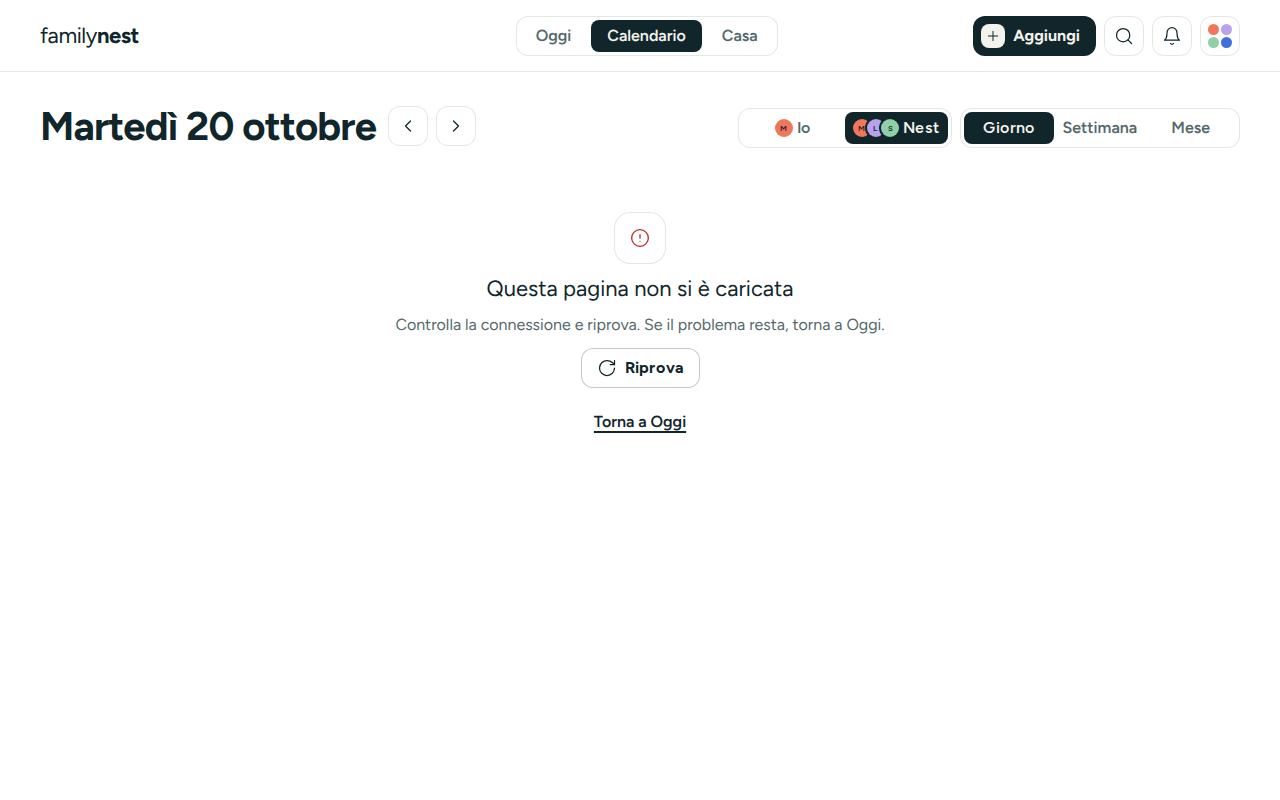 familynest
Oggi
Calendario
Casa
Aggiungi
Martedì 20 ottobre
M Io
M L S Nest
Giorno
Settimana
Mese
Questa pagina non si è caricata
Controlla la connessione e riprova. Se il problema resta, torna a Oggi.
Riprova
Torna a Oggi